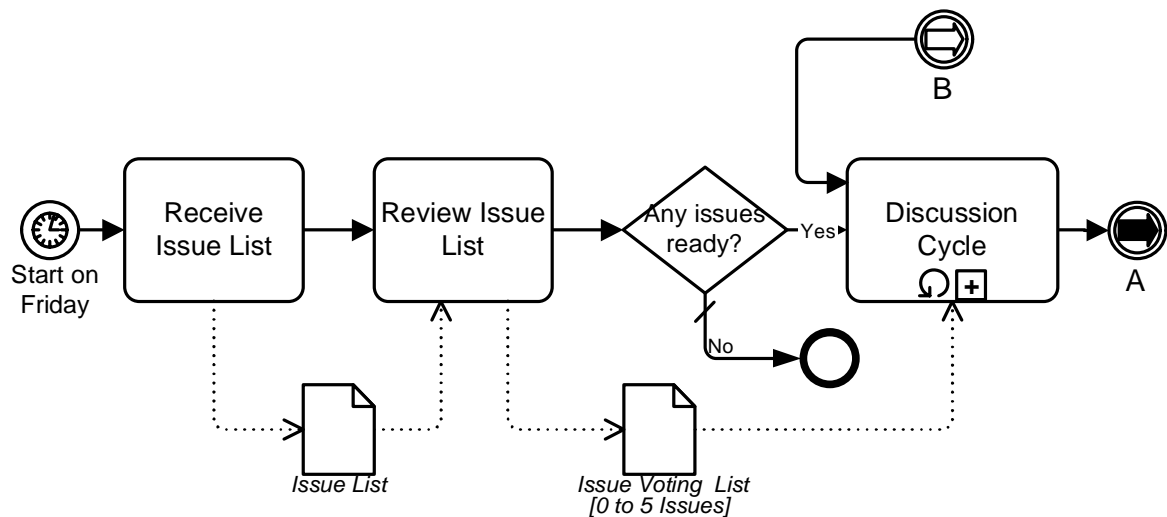 B
Receive
Issue List
Review Issue
List
Any issues
ready?
Yes
Discussion
Cycle
Start on
Friday
A
No
Issue List
Issue Voting List
[0 to 5 Issues]